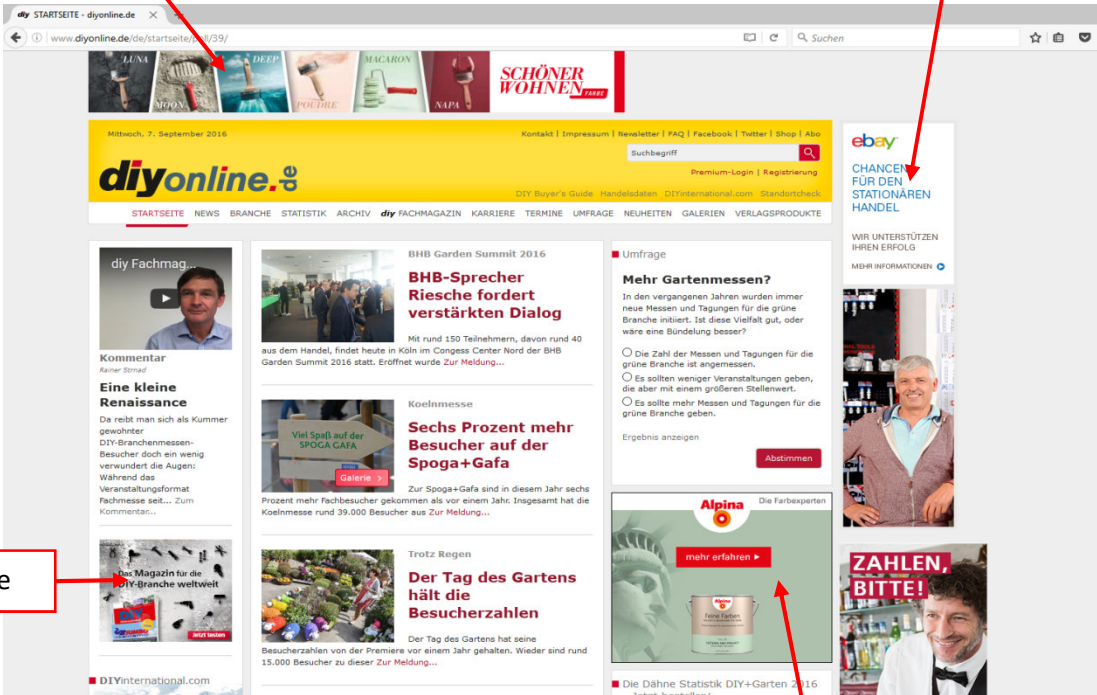 diy STARTSEITE - diyonline.de
www.diyonline.de/de/startseite/poll/39/
Suchen
LUNA
MOON
DEEP
POUDRE
MACARON
NAPA
SCHÖNER
WOHNEN
FARBE
Mittwoch, 7. September 2016
Kontakt | Impressum | Newsletter | FAQ | Facebook | Twitter | Shop | Abo
Suchbegriff
Premium-Login | Registrierung
diyonline.de
DIY Buyer's Guide Handelsdaten DIYinternational.com Standortcheck
STARTSEITE NEWS BRANCHE STATISTIK ARCHIV diy FACHMAGAZIN KARRIERE TERMINE UMFRAGE NEUHEITEN GALERIEN VERLAGSPRODUKTE
diy Fachmag...
Kommentar
Rainer Strnad
Eine kleine
Renaissance
Da reibt man sich als Kummer
gewohnter
DIY-Branchenmessen-
Besucher doch ein wenig
verwundert die Augen:
Während das
Veranstaltungsformat
Fachmesse seit... Zum
Kommentar...
Das Magazin für die
DIY-Branche weltweit
DIY
Jetzt testen
e
DIYinternational.com
BHB Garden Summit 2016
BHB-Sprecher
Riesche fordert
verstärkten Dialog
Mit rund 150 Teilnehmern, davon rund 40
aus dem Handel, findet heute in Köln im Congess Center Nord der BHB
Garden Summit 2016 statt. Eröffnet wurde Zur Meldung...
Viel Spaß auf der
SPOGA GAFA
Galerie >
Koelnmesse
Sechs Prozent mehr
Besucher auf der
Spoga+Gafa
Zur Spoga+Gafa sind in diesem Jahr sechs
Prozent mehr Fachbesucher gekommen als vor einem Jahr. Insgesamt hat die
Koelnmesse rund 39.000 Besucher aus Zur Meldung...
Trotz Regen
Der Tag des Gartens
hält die
Besucherzahlen
Der Tag des Gartens hat seine
Besucherzahlen von der Premiere vor einem Jahr gehalten. Wieder sind rund
15.000 Besucher zu dieser Zur Meldung...
Umfrage
Mehr Gartenmessen?
In den vergangenen Jahren wurden immer
neue Messen und Tagungen für die grüne
Branche initiiert. Ist diese Vielfalt gut, oder
wäre eine Bündelung besser?
Die Zahl der Messen und Tagungen für die
grüne Branche ist angemessen.
Es sollten weniger Veranstaltungen geben,
die aber mit einem größeren Stellenwert.
Es sollte mehr Messen und Tagungen für die
grüne Branche geben.
Ergebnis anzeigen
Abstimmen
Alpina
Die Farbexperten
mehr erfahren
Alpina
Feine Farben
Die Dähne Statistik DIY+Garten 2016
ebay
CHANCEN
FÜR DEN
STATIONÄREN
HANDEL
WIR UNTERSTÜTZEN
IHREN ERFOLG
MEHR INFORMATIONEN
ZAHLEN,
BITTE!